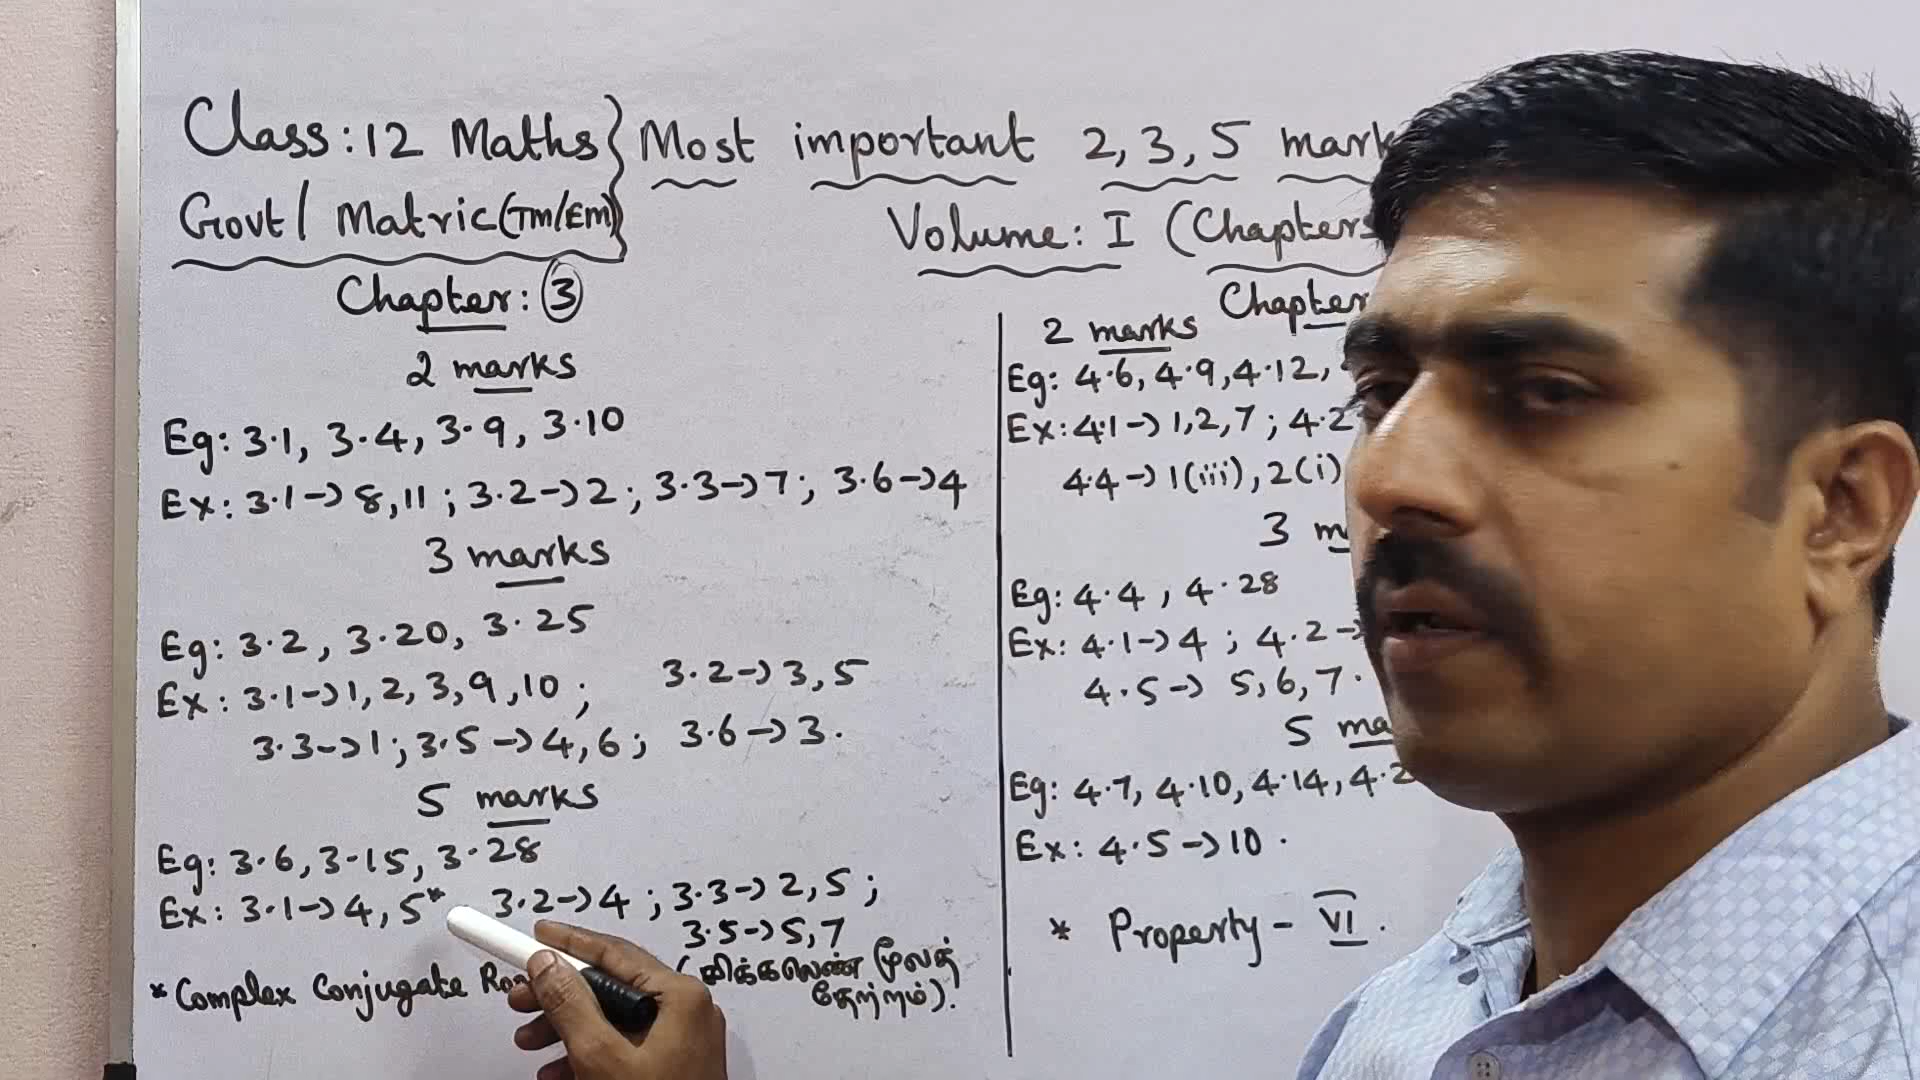 Class: 12 Maths } Most important 2, 3, 5 mark
Govt / Matric (TM/EM) Volume: I (Chapters
Chapter: 3
2 marks
Eg: 3.1, 3.4, 3.9, 3.10
Ex: 3.1→8,11 ; 3.2→2 ; 3.3→7 ; 3.6→4
3 marks
Eg: 3.2, 3.20, 3.25
Ex: 3.1→1,2,3,9,10 ; 3.2→3,5
3.3→1 ; 3.5→4,6 ; 3.6→3.
5 marks
Eg: 3.6, 3.15, 3.28
Ex: 3.1→4, 5* 3.2→4 ; 3.3→2,5 ;
3.5→5,7
* Complex Conjugate
(மிக்கலெண் மூலத்
தேற்றம்).
Chapter
2 marks
Eg: 4.6, 4.9, 4.12,
Ex: 4.1→1,2,7 ; 4.2
4.4→1(iii), 2(i)
3
Eg: 4.4, 4.28
Ex: 4.1→4 ; 4.2→
4.5→ 5,6,7.
5
Eg: 4.7, 4.10, 4.14,
Ex: 4.5→10.
* Property - VI.